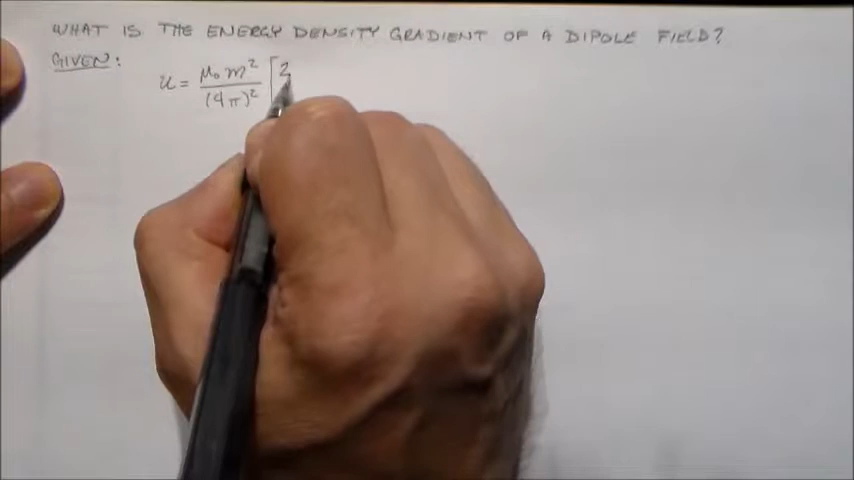 WHAT IS THE ENERGY DENSITY GRADIENT OF A DIPOLE FIELD?
GIVEN:
u = μ₀ m² / (4π)² [ 2